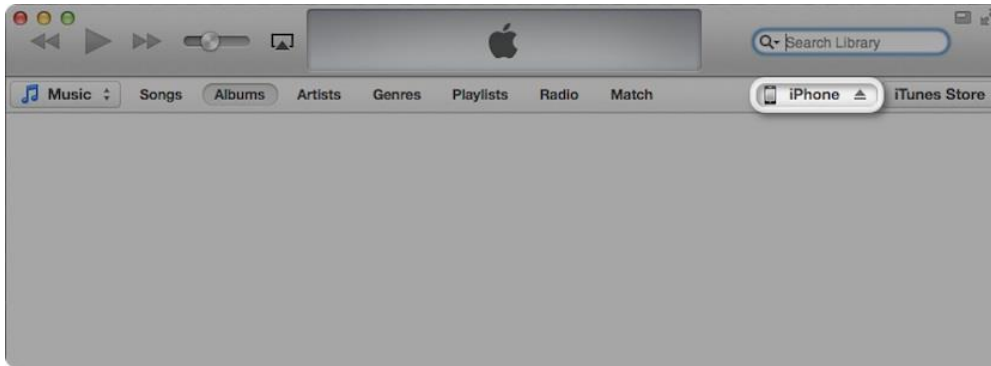 Search Library
Music Songs Albums Artists Genres Playlists Radio Match iPhone iTunes Store